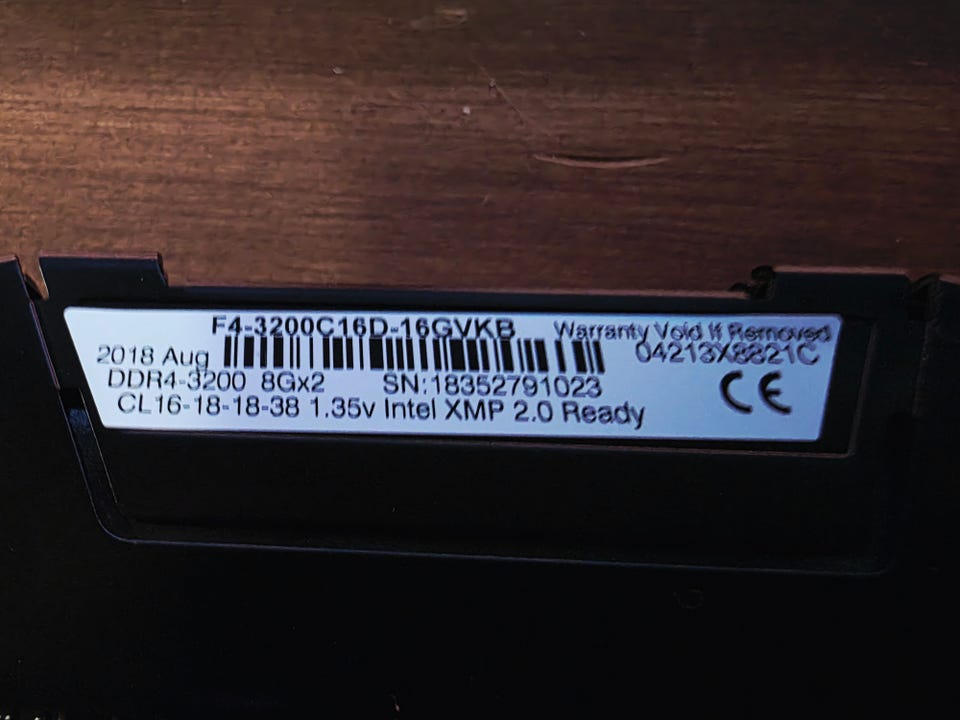 F4-3200C16D-16GVKB Warranty Void If Removed
2018 Aug 04213X8821C
DDR4-3200 8Gx2 SN:18352791023
CL16-18-18-38 1.35v Intel XMP 2.0 Ready
CE